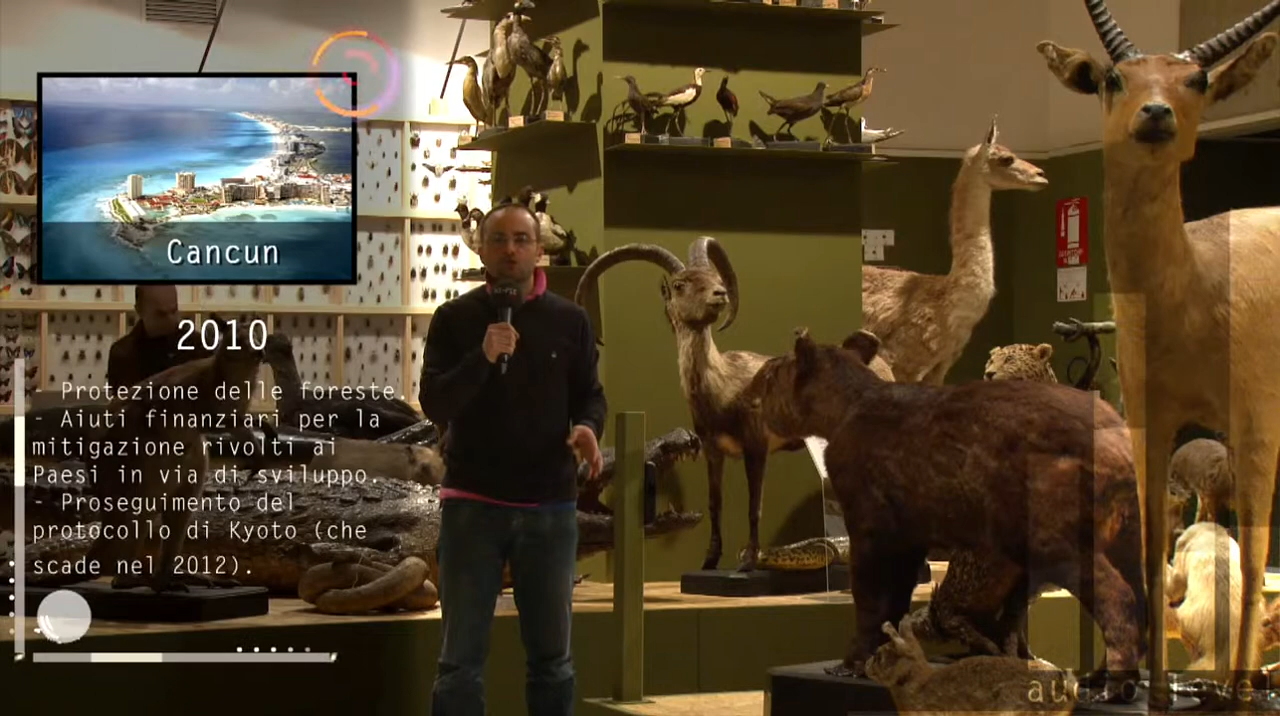 Cancun
2010
- Protezione delle foreste.
- Aiuti finanziari per la
mitigazione rivolti ai
Paesi in via di sviluppo.
- Proseguimento del
protocollo di Kyoto (che
scade nel 2012).
audioslevel